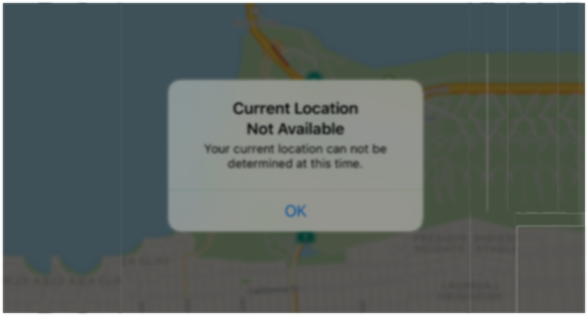 Current Location
Not Available
Your current location can not be
determined at this time.
OK